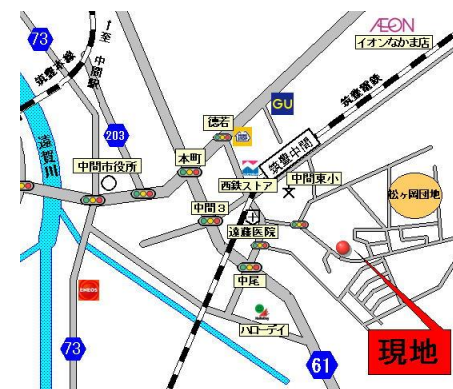 73
筑豊本線
↑至 中間駅
ÆON
イオンなかま店
GU
筑豊電鉄
遠賀川
203
徳若
中間市役所
本町
筑豊中間
西鉄ストア
中間東小
松ヶ岡団地
中間3
遠藤医院
ENEOS
中尾
ハローデイ
73
61
現地